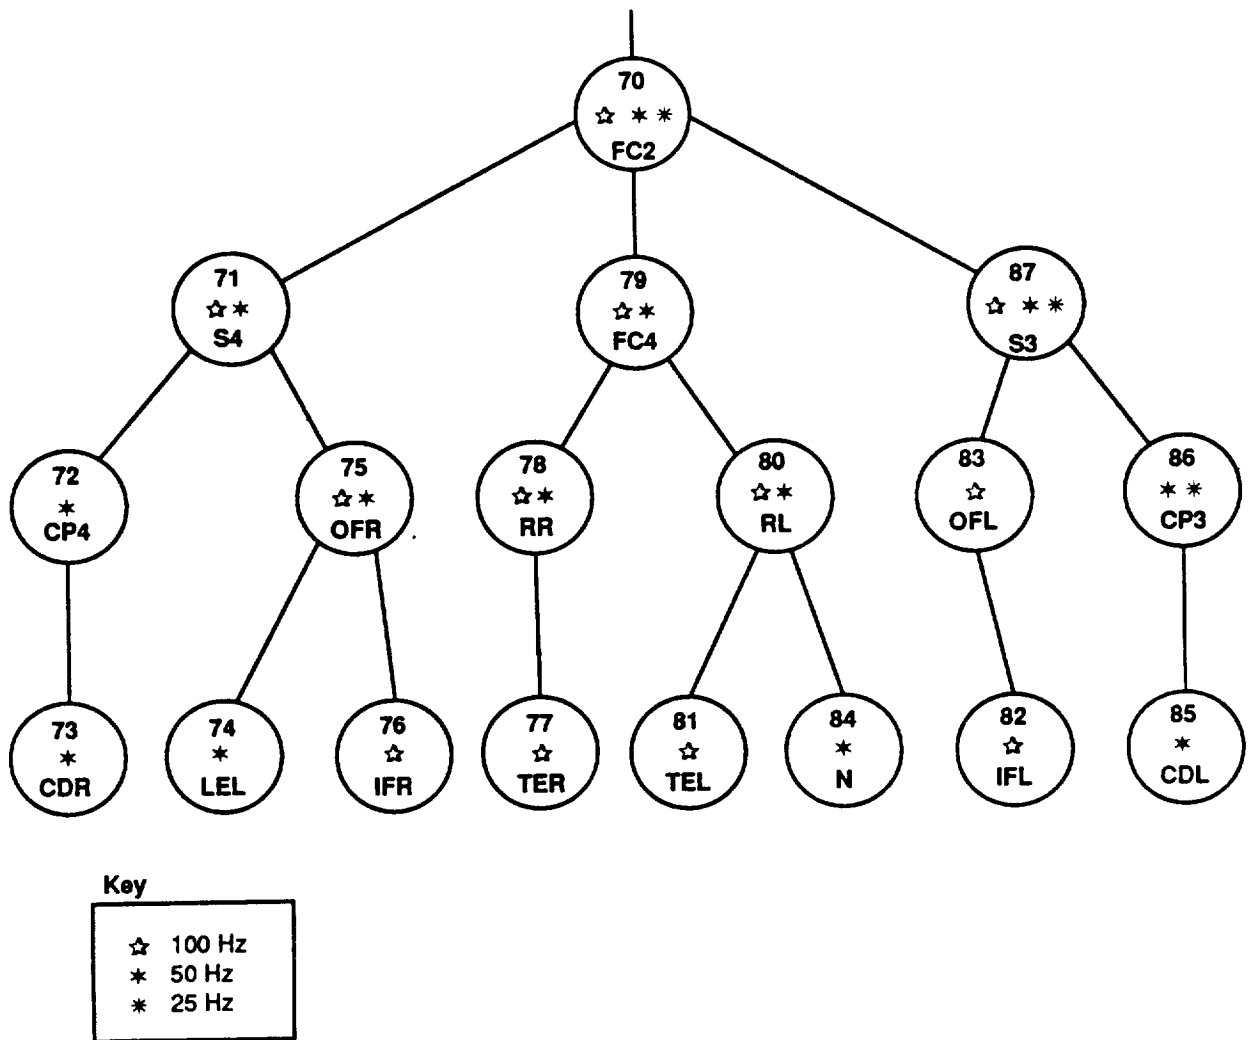 70
☆ ✶ ✳
FC2
71
☆ ✶
S4
79
☆ ✶
FC4
87
☆ ✶ ✳
S3
72
✶
CP4
75
☆ ✶
OFR
78
☆ ✶
RR
80
☆ ✶
RL
83
☆
OFL
86
✶ ✳
CP3
73
✶
CDR
74
✶
LEL
76
☆
IFR
77
☆
TER
81
☆
TEL
84
✶
N
82
☆
IFL
85
✶
CDL
Key
☆ 100 Hz
✶ 50 Hz
✳ 25 Hz